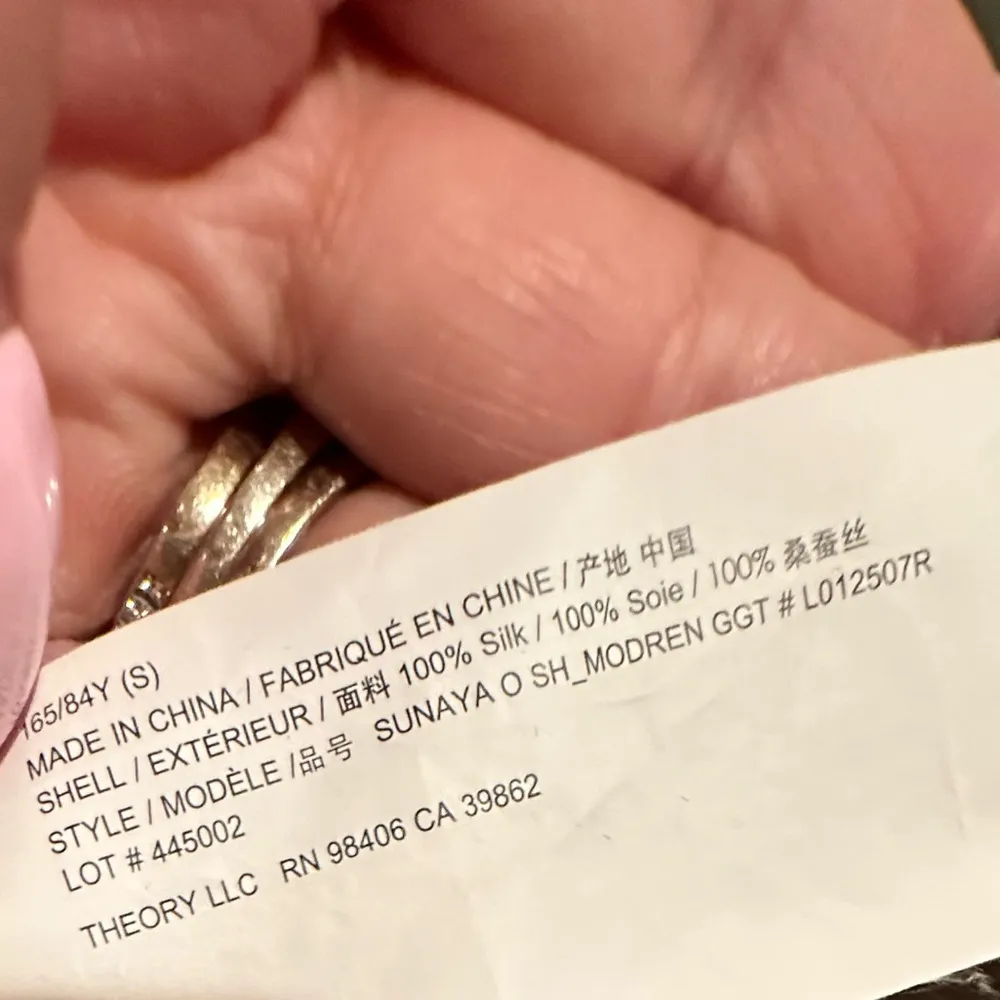 165/84Y (S)
MADE IN CHINA / FABRIQUÉ EN CHINE / 产地 中国
SHELL / EXTÉRIEUR / 面料 100% Silk / 100% Soie / 100% 桑蚕丝
STYLE / MODÈLE /品号 SUNAYA O SH_MODREN GGT # L012507R
LOT # 445002
THEORY LLC RN 98406 CA 39862